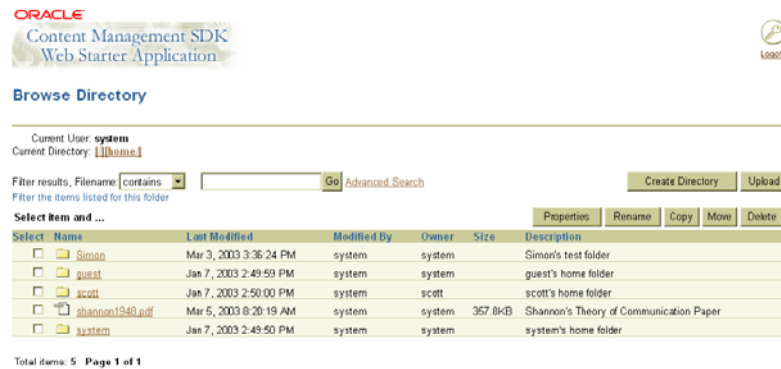 ORACLE
Content Management SDK
Web Starter Application
Logout
Browse Directory
Current User: system
Current Directory: [:][home:]
Filter results, Filename contains Go Advanced Search Create Directory Upload
Filter the items listed for this folder
Select item and ... Properties Rename Copy Move Delete
Select Name Last Modified Modified By Owner Size Description
Simon Mar 3, 2003 3:35:24 PM system system Simon's test folder
guest Jan 7, 2003 2:49:59 PM system system guest's home folder
scott Jan 7, 2003 2:50:00 PM system scott scott's home folder
shannon1948.pdf Mar 5, 2003 8:20:19 AM system system 357.8KB Shannon's Theory of Communication Paper
system Jan 7, 2003 2:49:50 PM system system system's home folder
Total items: 5 Page 1 of 1